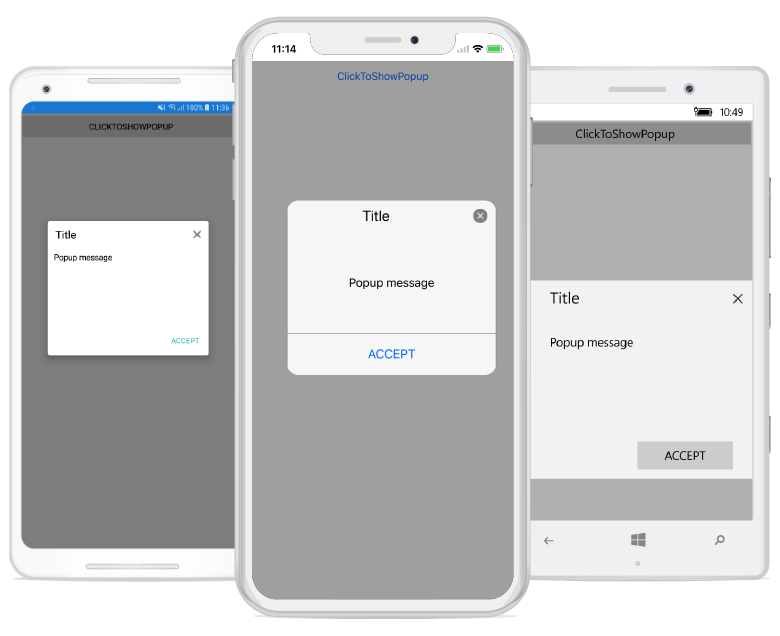 100% 11:36
CLICKTOSHOWPOPUP
Title
Popup message
ACCEPT
11:14
ClickToShowPopup
Title
Popup message
ACCEPT
10:49
ClickToShowPopup
Title
Popup message
ACCEPT